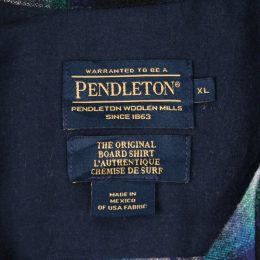 WARRANTED TO BE A
PENDLETON®
PENDLETON WOOLEN MILLS
SINCE 1863
XL
THE ORIGINAL
BOARD SHIRT
L'AUTHENTIQUE
CHEMISE DE SURF
MADE IN
MEXICO
OF USA FABRIC